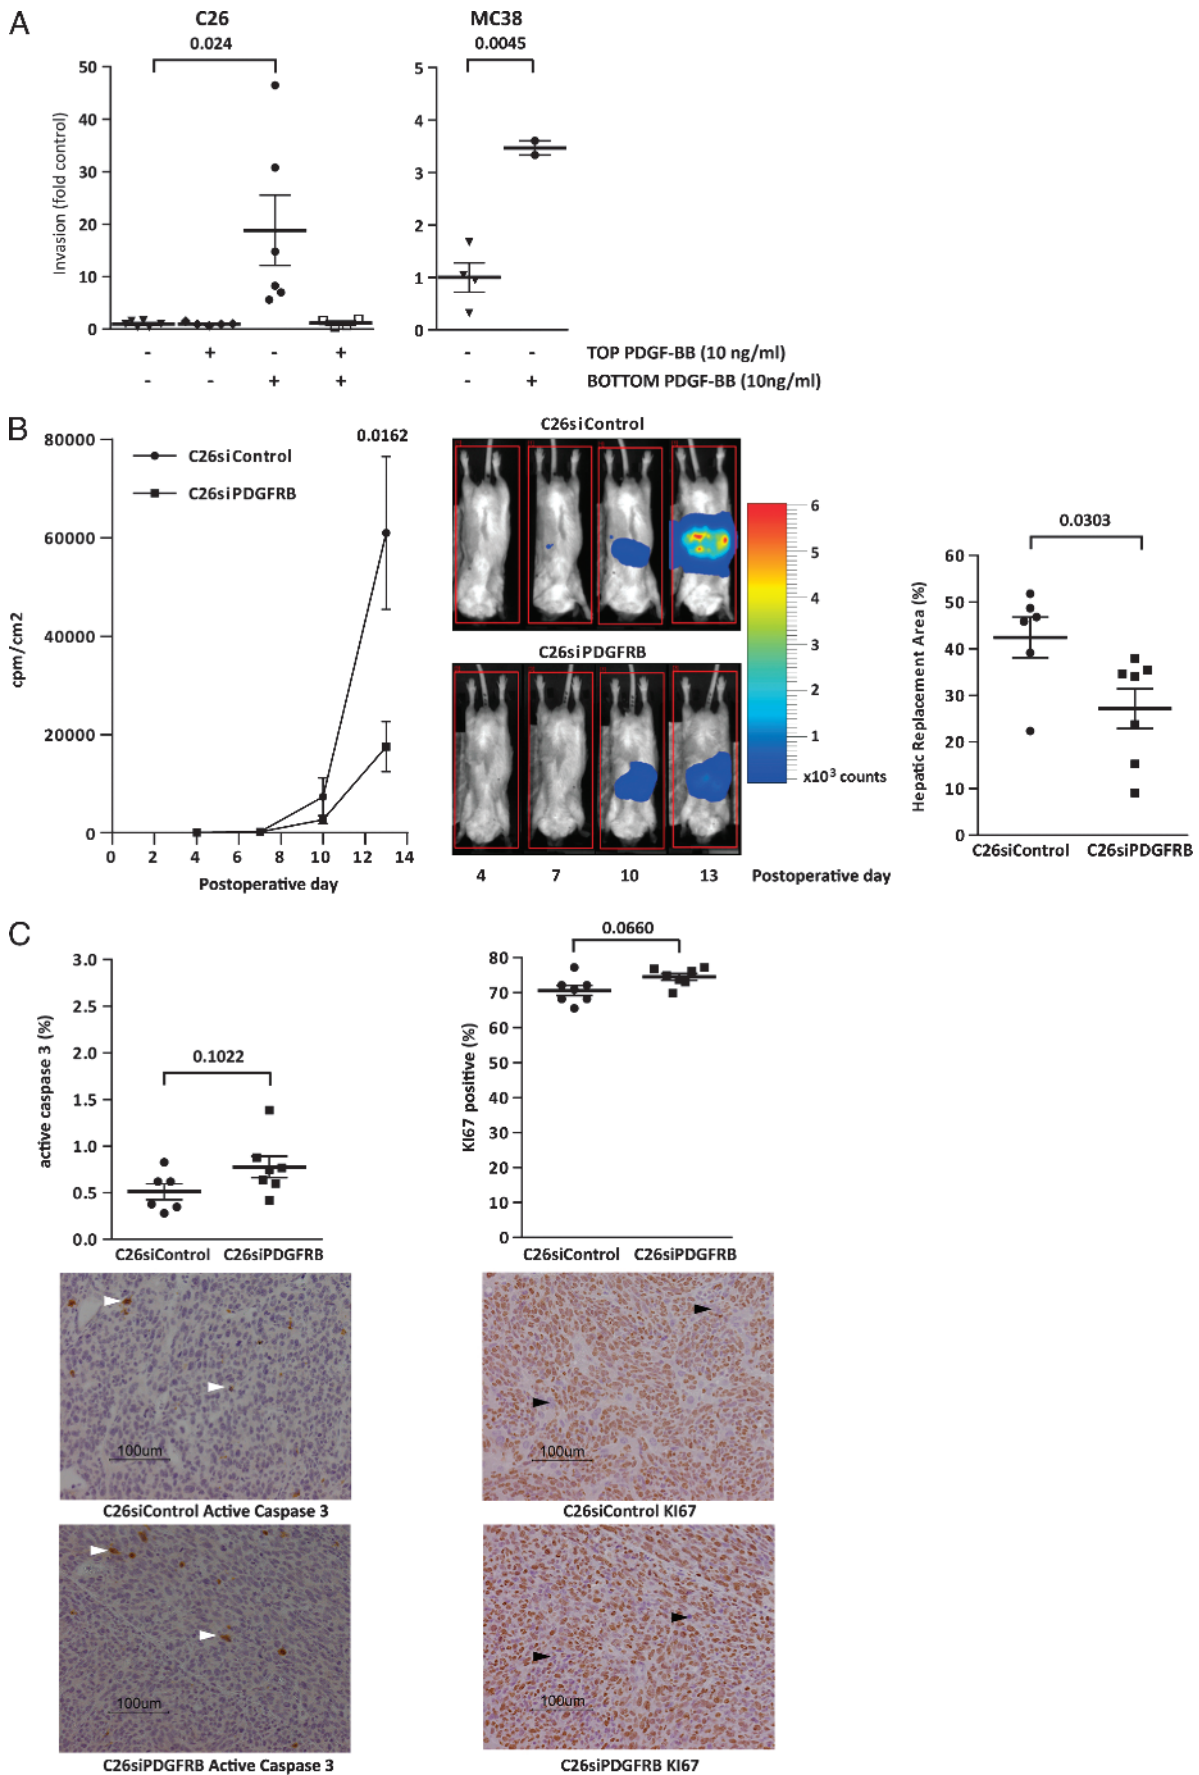 A
C26
MC38
0.024
0.0045
Invasion (fold control)
50
40
30
20
10
0
5
4
3
2
1
0
- + - + - - TOP PDGF-BB (10 ng/ml)
- - + + - + BOTTOM PDGF-BB (10ng/ml)
B
80000
60000
40000
20000
0
cpm/cm2
C26siControl
C26siPDGFRB
0.0162
0 2 4 6 7 10 12 14
Postoperative day
C26siControl
C26siPDGFRB
6
5
4
3
2
1
x10³ counts
4 7 10 13 Postoperative day
0.0303
Hepatic Replacement Area (%)
60
50
40
30
20
10
0
C26siControl C26siPDGFRB
C
active caspase 3 (%)
3.0
2.5
2.0
1.5
1.0
0.5
0.0
0.1022
C26siControl C26siPDGFRB
KI67 positive (%)
80
70
60
50
40
30
20
10
0
0.0660
C26siControl C26siPDGFRB
100um
C26siControl Active Caspase 3
100um
C26siControl KI67
100um
C26siPDGFRB Active Caspase 3
100um
C26siPDGFRB KI67